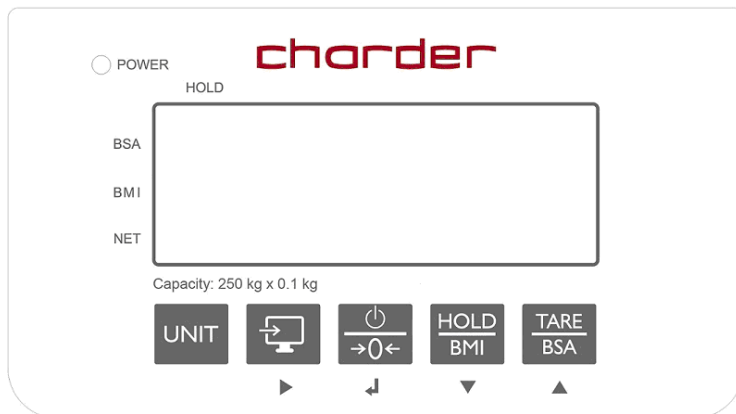 charder
POWER
HOLD
BSA
BMI
NET
Capacity: 250 kg x 0.1 kg
UNIT
→0←
HOLD
BMI
TARE
BSA